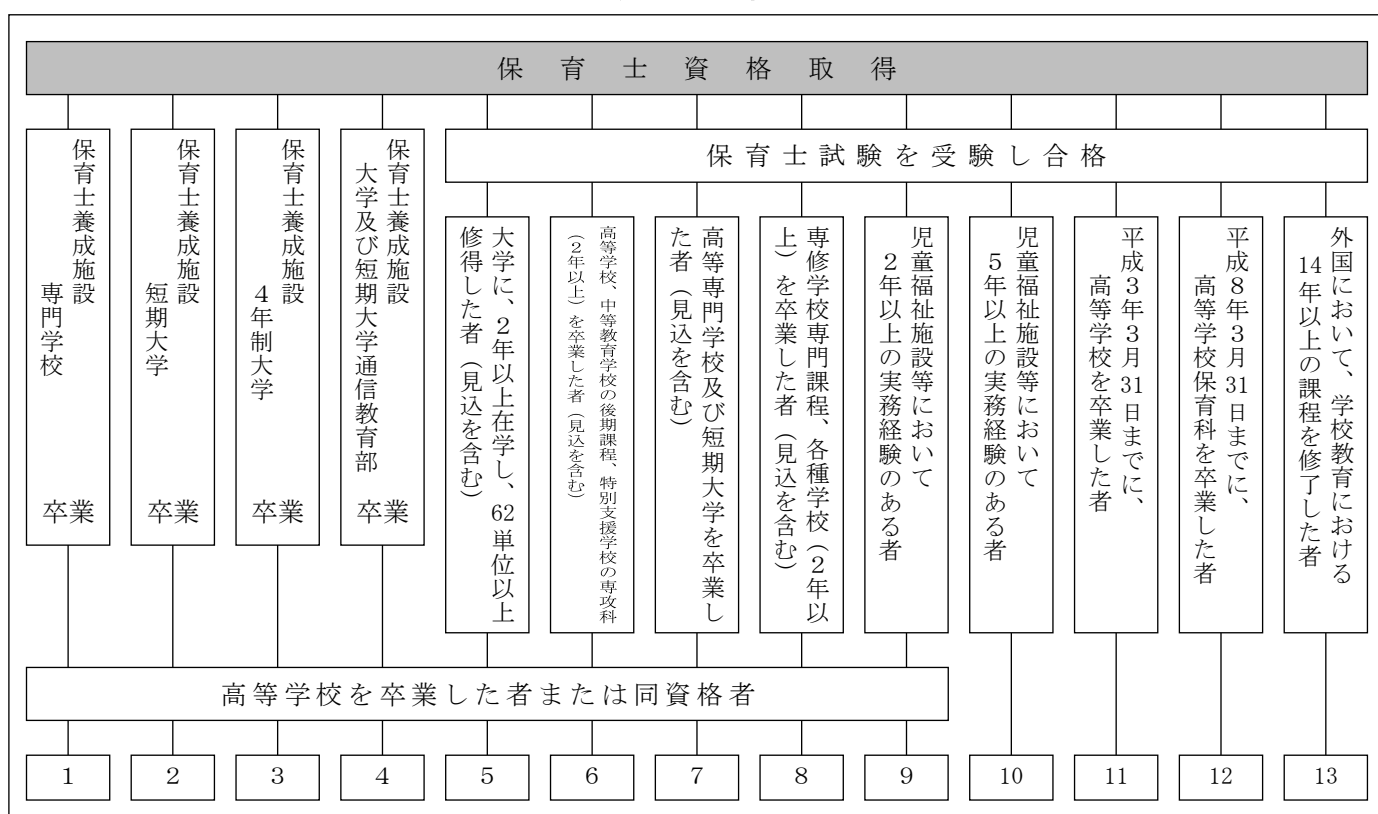 保育士資格取得
保育士養成施設
専門学校
卒業
保育士養成施設
短期大学
卒業
保育士養成施設
4年制大学
卒業
保育士養成施設
大学及び短期大学通信教育部
卒業
保育士試験を受験し合格
大学に、2年以上在学し、62単位以上
修得した者（見込を含む）
高等学校、中等教育学校の後期課程、特別支援学校の専攻科
（2年以上）を卒業した者（見込を含む）
高等専門学校及び短期大学を卒業し
た者（見込を含む）
専修学校専門課程、各種学校（2年以
上）を卒業した者（見込を含む）
児童福祉施設等において
2年以上の実務経験のある者
児童福祉施設等において
5年以上の実務経験のある者
平成3年3月31日までに、
高等学校を卒業した者
平成8年3月31日までに、
高等学校保育科を卒業した者
外国において、学校教育における
14年以上の課程を修了した者
高等学校を卒業した者または同資格者
1
2
3
4
5
6
7
8
9
10
11
12
13